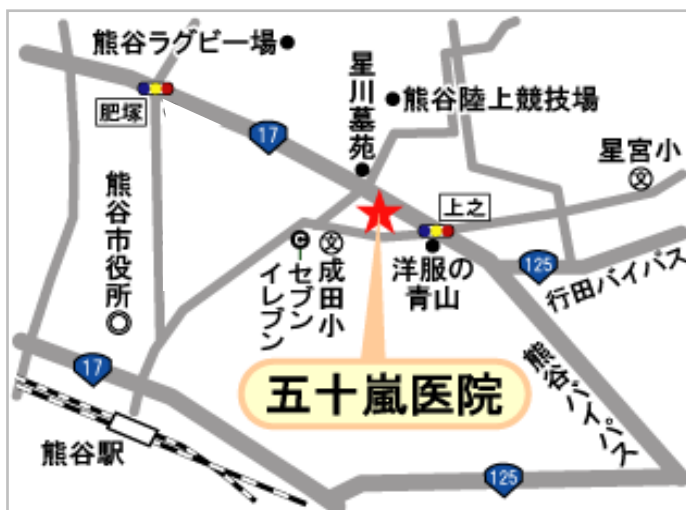 熊谷ラグビー場
肥塚
17
星川墓苑
熊谷陸上競技場
星宮小
文
上之
熊谷市役所
C
セブン
イレブン
文
成田小
洋服の
青山
125
行田バイパス
17
五十嵐医院
熊谷バイパス
熊谷駅
125